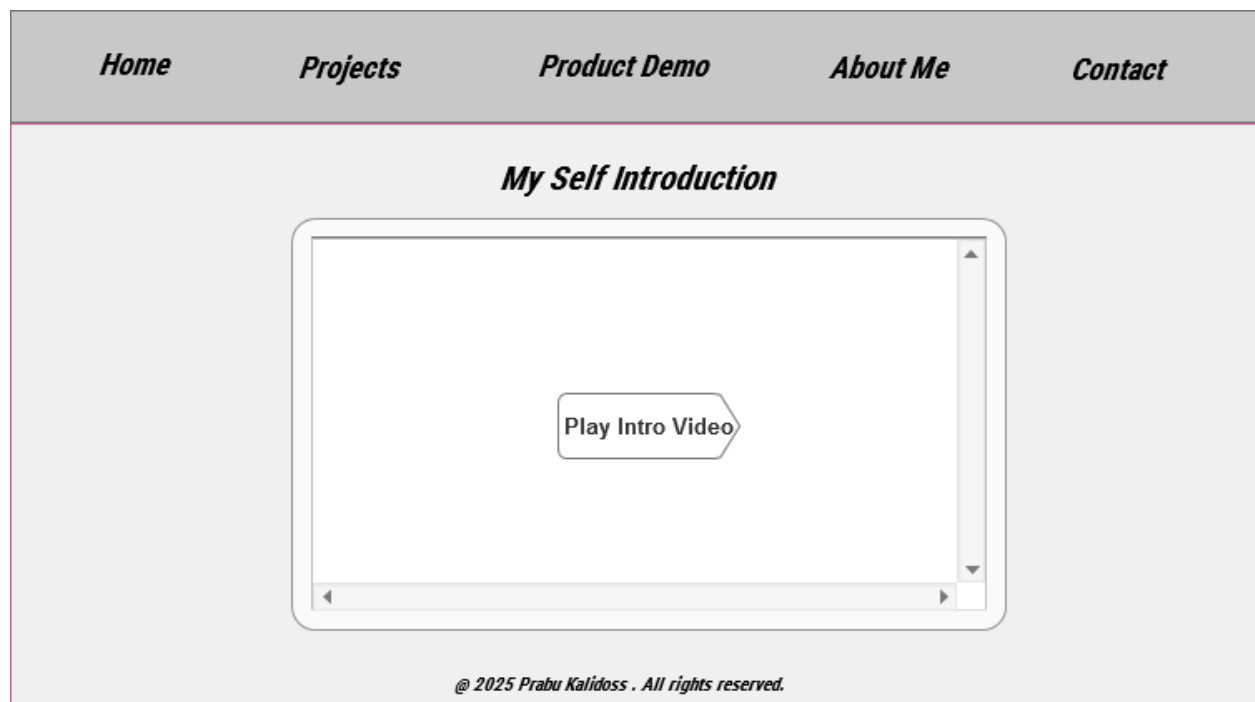 Home Projects Product Demo About Me Contact
My Self Introduction
Play Intro Video
@ 2025 Prabu Kalidoss . All rights reserved.